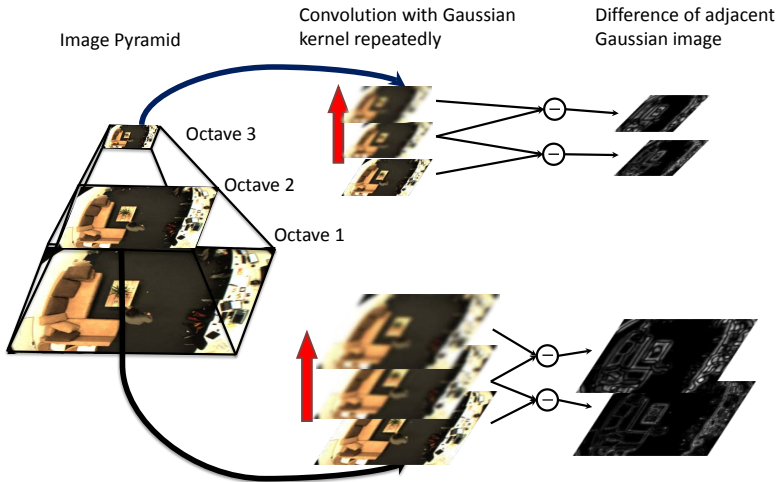 Image Pyramid
Convolution with Gaussian
kernel repeatedly
Difference of adjacent
Gaussian image
Octave 3
Octave 2
Octave 1